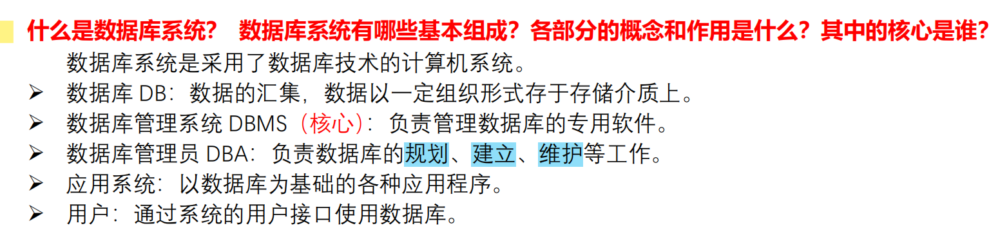 什么是数据库系统？ 数据库系统有哪些基本组成？各部分的概念和作用是什么？其中的核心是谁？
数据库系统是采用了数据库技术的计算机系统。
➢ 数据库 DB：数据的汇集，数据以一定组织形式存于存储介质上。
➢ 数据库管理系统 DBMS（核心）：负责管理数据库的专用软件。
➢ 数据库管理员 DBA：负责数据库的规划、建立、维护等工作。
➢ 应用系统：以数据库为基础的各种应用程序。
➢ 用户：通过系统的用户接口使用数据库。